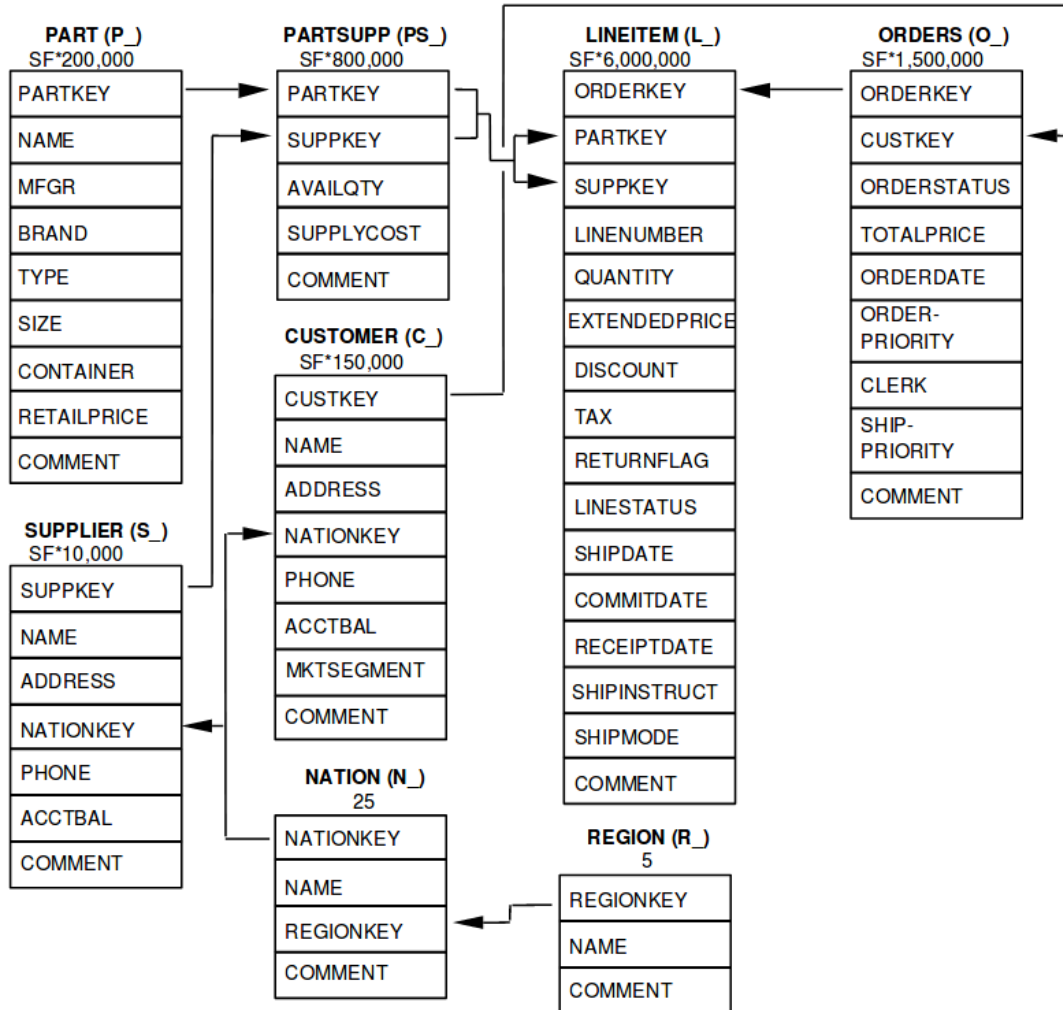 PART (P_)
SF*200,000
PARTKEY
NAME
MFGR
BRAND
TYPE
SIZE
CONTAINER
RETAILPRICE
COMMENT
SUPPLIER (S_)
SF*10,000
SUPPKEY
NAME
ADDRESS
NATIONKEY
PHONE
ACCTBAL
COMMENT
PARTSUPP (PS_)
SF*800,000
PARTKEY
SUPPKEY
AVAILQTY
SUPPLYCOST
COMMENT
CUSTOMER (C_)
SF*150,000
CUSTKEY
NAME
ADDRESS
NATIONKEY
PHONE
ACCTBAL
MKTSEGMENT
COMMENT
NATION (N_)
25
NATIONKEY
NAME
REGIONKEY
COMMENT
LINEITEM (L_)
SF*6,000,000
ORDERKEY
PARTKEY
SUPPKEY
LINENUMBER
QUANTITY
EXTENDEDPRICE
DISCOUNT
TAX
RETURNFLAG
LINESTATUS
SHIPDATE
COMMITDATE
RECEIPTDATE
SHIPINSTRUCT
SHIPMODE
COMMENT
REGION (R_)
5
REGIONKEY
NAME
COMMENT
ORDERS (O_)
SF*1,500,000
ORDERKEY
CUSTKEY
ORDERSTATUS
TOTALPRICE
ORDERDATE
ORDER-
PRIORITY
CLERK
SHIP-
PRIORITY
COMMENT